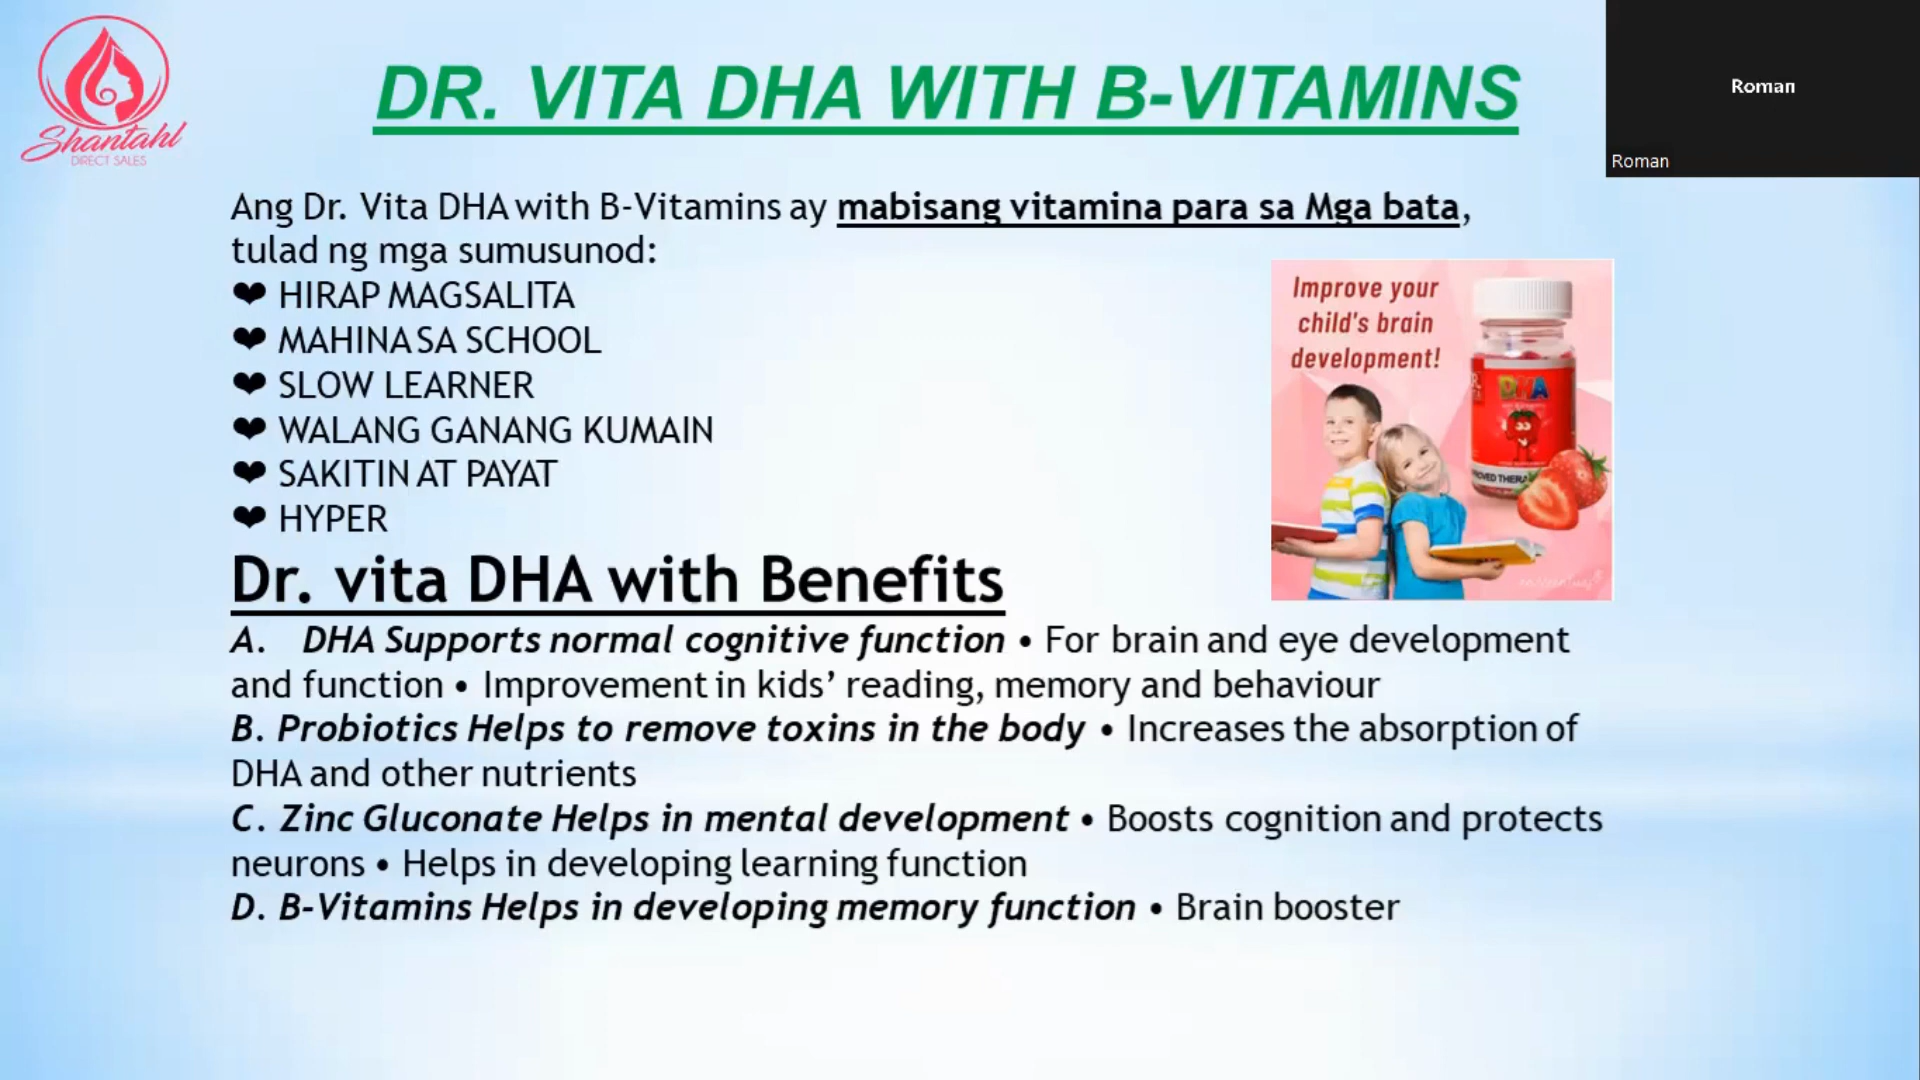 Shantahl
DIRECT SALES
DR. VITA DHA WITH B-VITAMINS
Roman
Roman
Ang Dr. Vita DHA with B-Vitamins ay mabisang vitamina para sa Mga bata,
tulad ng mga sumusunod:
❤ HIRAP MAGSALITA
❤ MAHINA SA SCHOOL
❤ SLOW LEARNER
❤ WALANG GANANG KUMAIN
❤ SAKITIN AT PAYAT
❤ HYPER
Improve your
child's brain
development!
DHA
Dr. vita DHA with Benefits
A. DHA Supports normal cognitive function • For brain and eye development
and function • Improvement in kids’ reading, memory and behaviour
B. Probiotics Helps to remove toxins in the body • Increases the absorption of
DHA and other nutrients
C. Zinc Gluconate Helps in mental development • Boosts cognition and protects
neurons • Helps in developing learning function
D. B-Vitamins Helps in developing memory function • Brain booster